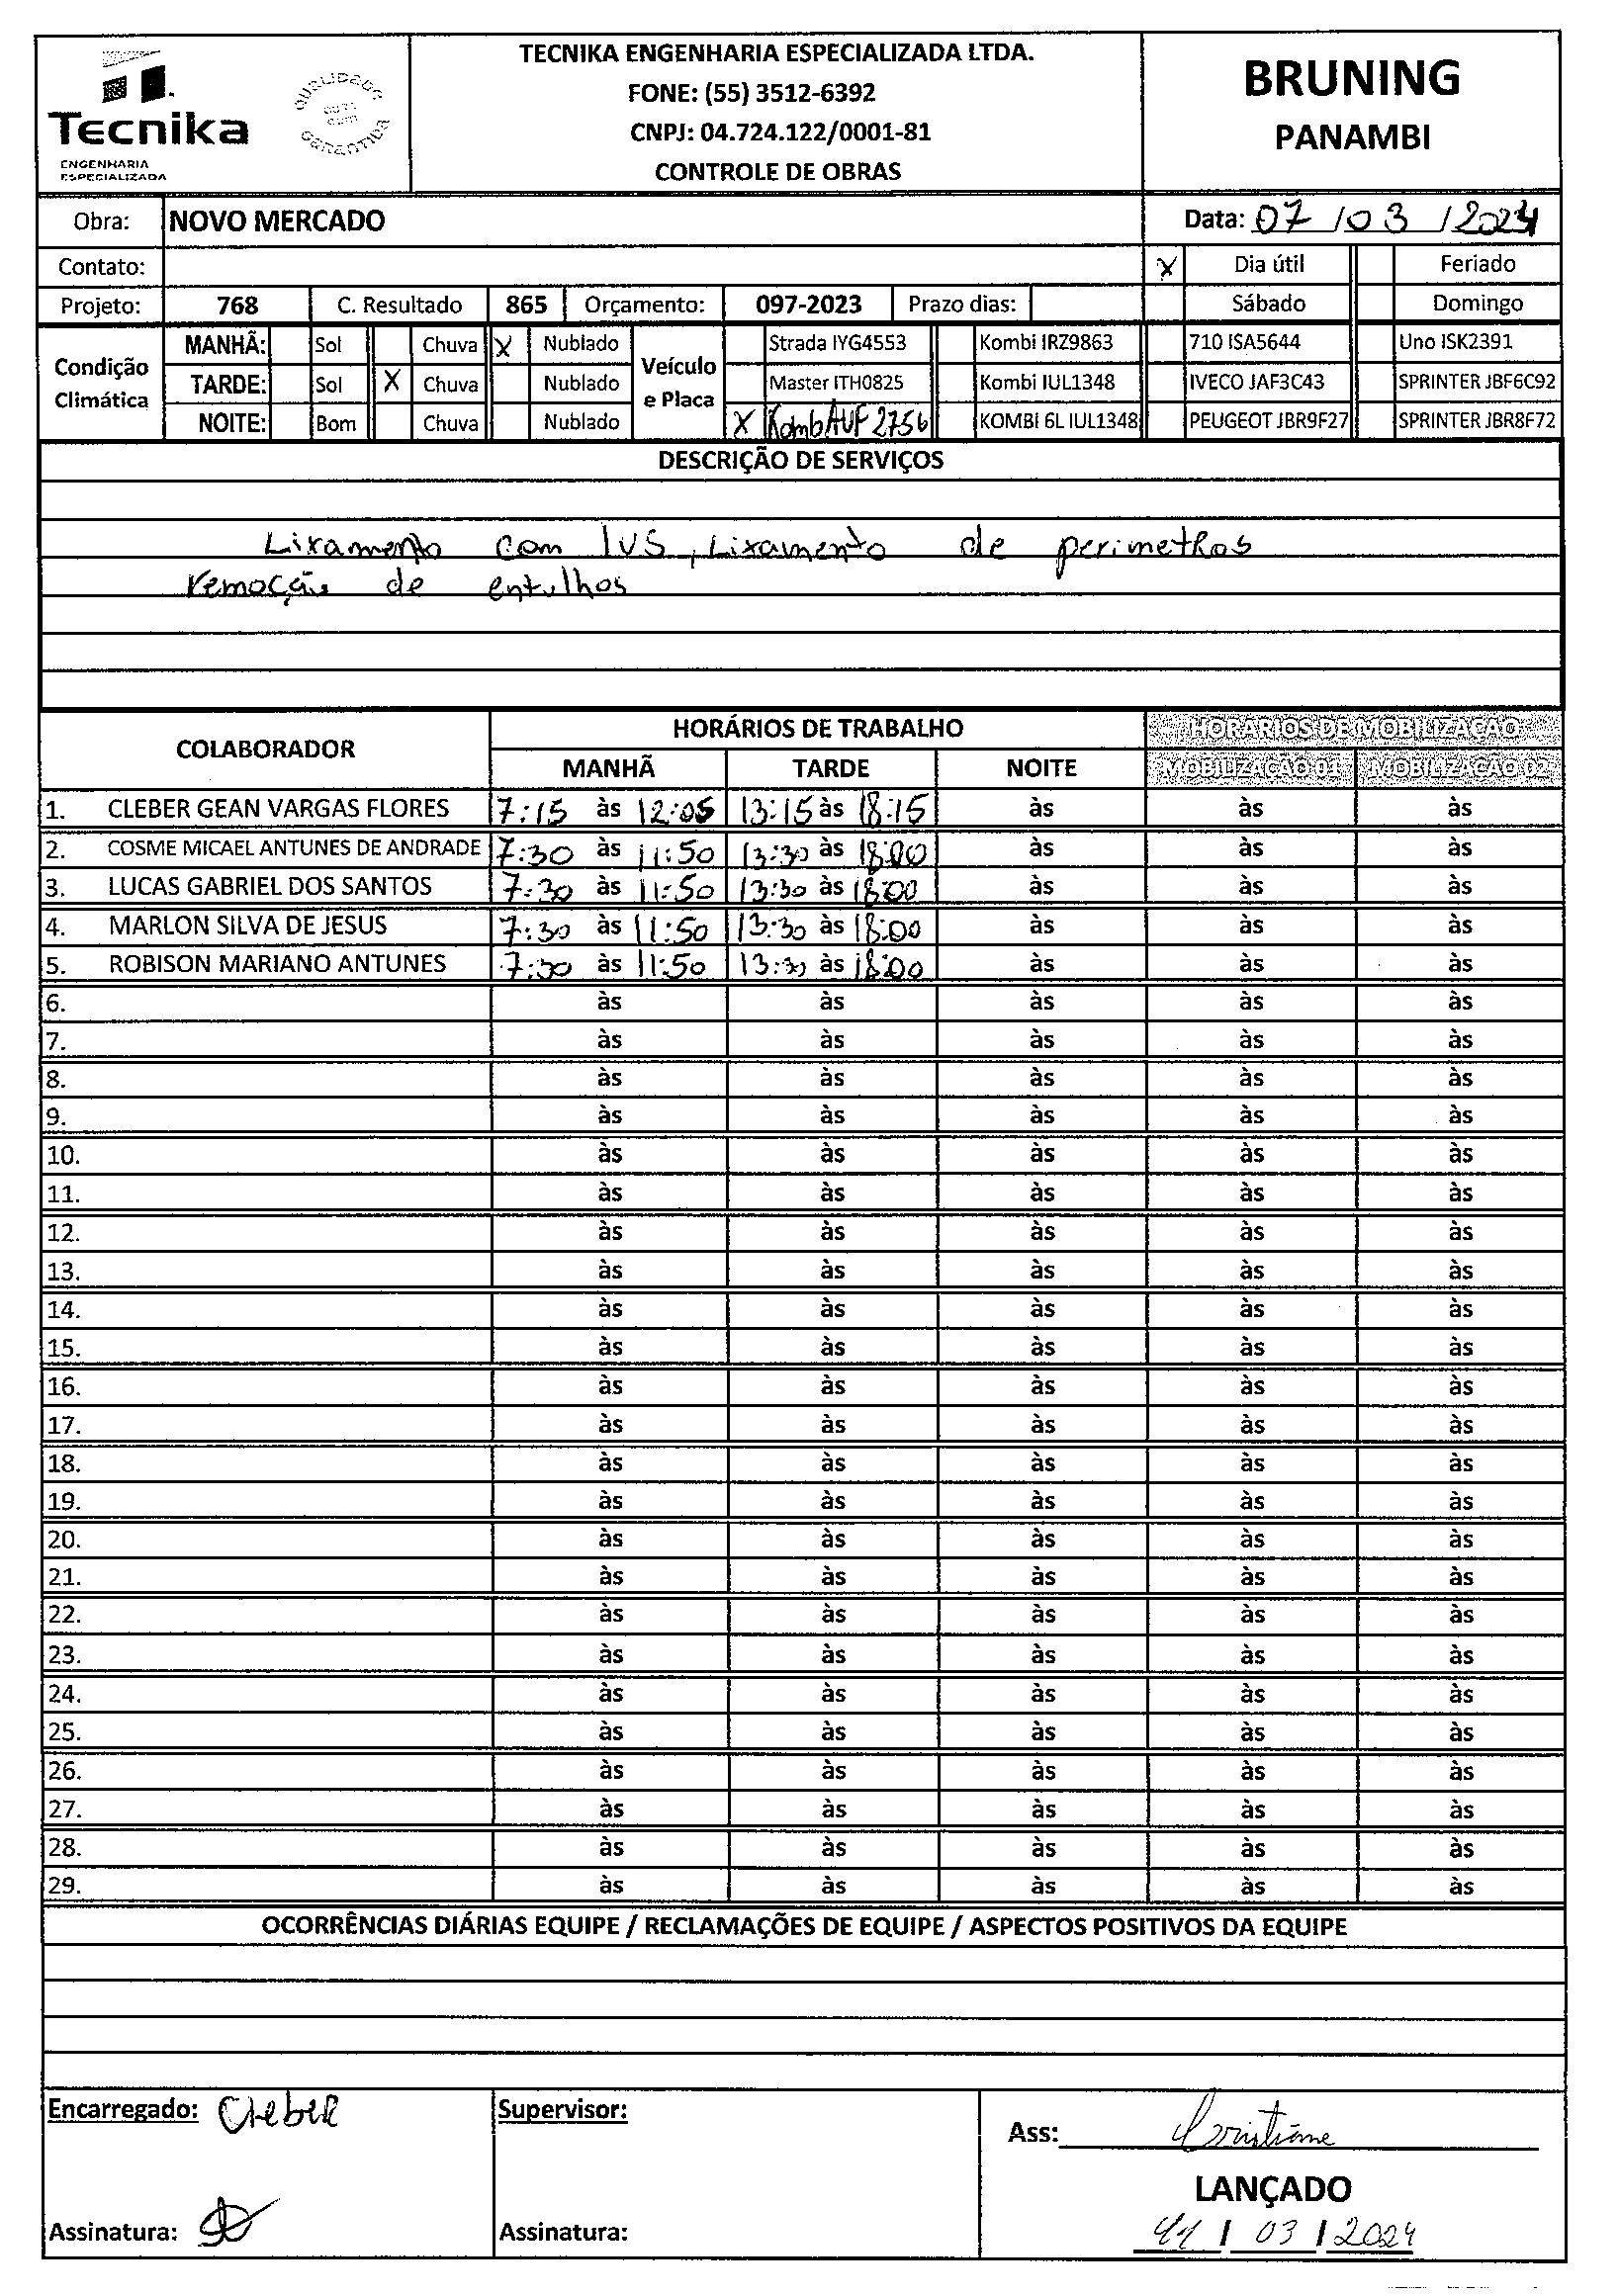 Tecnika
ENGENHARIA
ESPECIALIZADA
QUALIDADE
GARANTIDA
TECNIKA ENGENHARIA ESPECIALIZADA LTDA.
FONE: (55) 3512-6392
CNPJ: 04.724.122/0001-81
CONTROLE DE OBRAS
BRUNING
PANAMBI
Obra: NOVO MERCADO Data: 07 / 03 / 2024
Contato: X Dia útil Feriado
Projeto: 768 C. Resultado 865 Orçamento: 097-2023 Prazo dias: Sábado Domingo
Condição Climática
MANHÃ: Sol Chuva X Nublado
TARDE: Sol X Chuva Nublado
NOITE: Bom Chuva Nublado
Veículo e Placa
Strada IYG4553 Kombi IRZ9863 710 ISA5644 Uno ISK2391
Master ITH0825 Kombi IUL1348 IVECO JAF3C43 SPRINTER JBF6C92
X Komb AUF 2756 KOMBI 6L IUL1348 PEUGEOT JBR9F27 SPRINTER JBR8F72
DESCRIÇÃO DE SERVIÇOS
Lixamento com IVS, Lixamento de perimetros
remoção de entulhos
COLABORADOR HORÁRIOS DE TRABALHO HORÁRIOS DE MOBILIZAÇÃO
MANHÃ TARDE NOITE MOBILIZAÇÃO 01 MOBILIZAÇÃO 02
1. CLEBER GEAN VARGAS FLORES 7:15 às 12:05 13:15 às 18:15 às às às
2. COSME MICAEL ANTUNES DE ANDRADE 7:30 às 11:50 13:30 às 18:00 às às às
3. LUCAS GABRIEL DOS SANTOS 7:30 às 11:50 13:30 às 18:00 às às às
4. MARLON SILVA DE JESUS 7:30 às 11:50 13:30 às 18:00 às às às
5. ROBISON MARIANO ANTUNES 7:30 às 11:50 13:30 às 18:00 às às às
6. às às às às às
7. às às às às às
8. às às às às às
9. às às às às às
10. às às às às às
11. às às às às às
12. às às às às às
13. às às às às às
14. às às às às às
15. às às às às às
16. às às às às às
17. às às às às às
18. às às às às às
19. às às às às às
20. às às às às às
21. às às às às às
22. às às às às às
23. às às às às às
24. às às às às às
25. às às às às às
26. às às às às às
27. às às às às às
28. às às às às às
29. às às às às às
OCORRÊNCIAS DIÁRIAS EQUIPE / RECLAMAÇÕES DE EQUIPE / ASPECTOS POSITIVOS DA EQUIPE
Encarregado: Cleber
Supervisor:
Ass: Cristiane
LANÇADO
Assinatura:
Assinatura:
11 / 03 / 2024